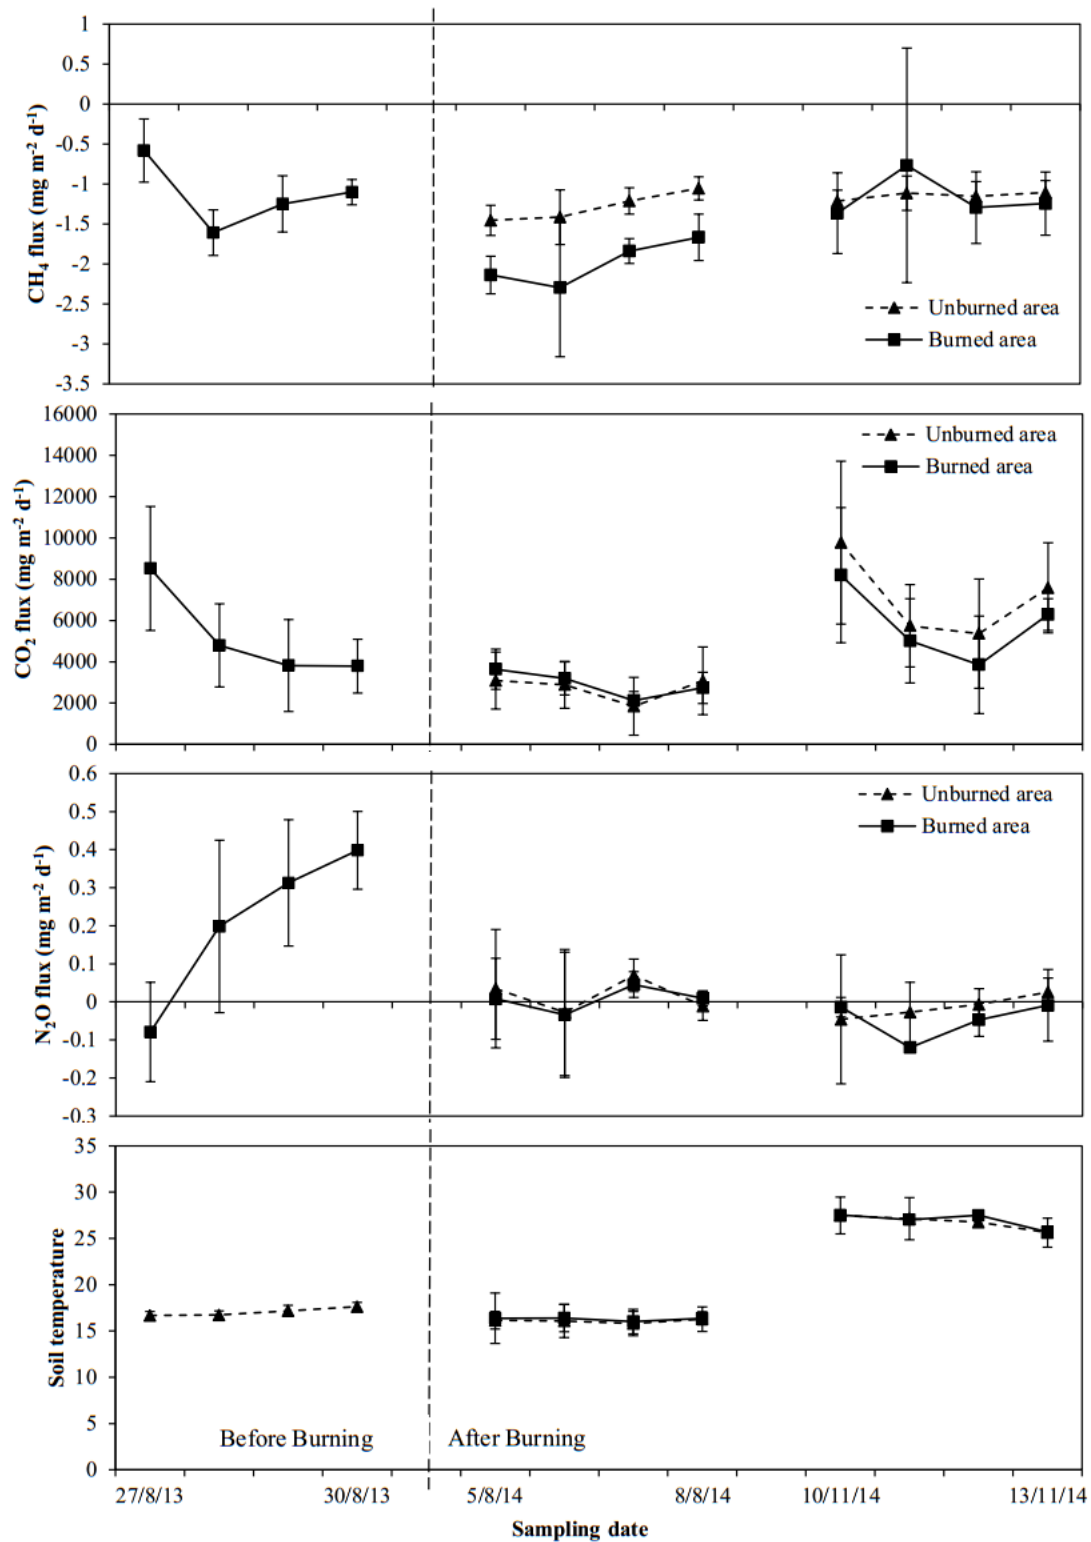 1
0.5
0
-0.5
-1
-1.5
-2
-2.5
-3
-3.5
CH₄ flux (mg m⁻² d⁻¹)
Unburned area
Burned area
16000
14000
12000
10000
8000
6000
4000
2000
0
CO₂ flux (mg m⁻² d⁻¹)
Unburned area
Burned area
0.6
0.5
0.4
0.3
0.2
0.1
0
-0.1
-0.2
-0.3
N₂O flux (mg m⁻² d⁻¹)
Unburned area
Burned area
35
30
25
20
15
10
5
0
Soil temperature
Before Burning
After Burning
27/8/13 30/8/13 5/8/14 8/8/14 10/11/14 13/11/14
Sampling date